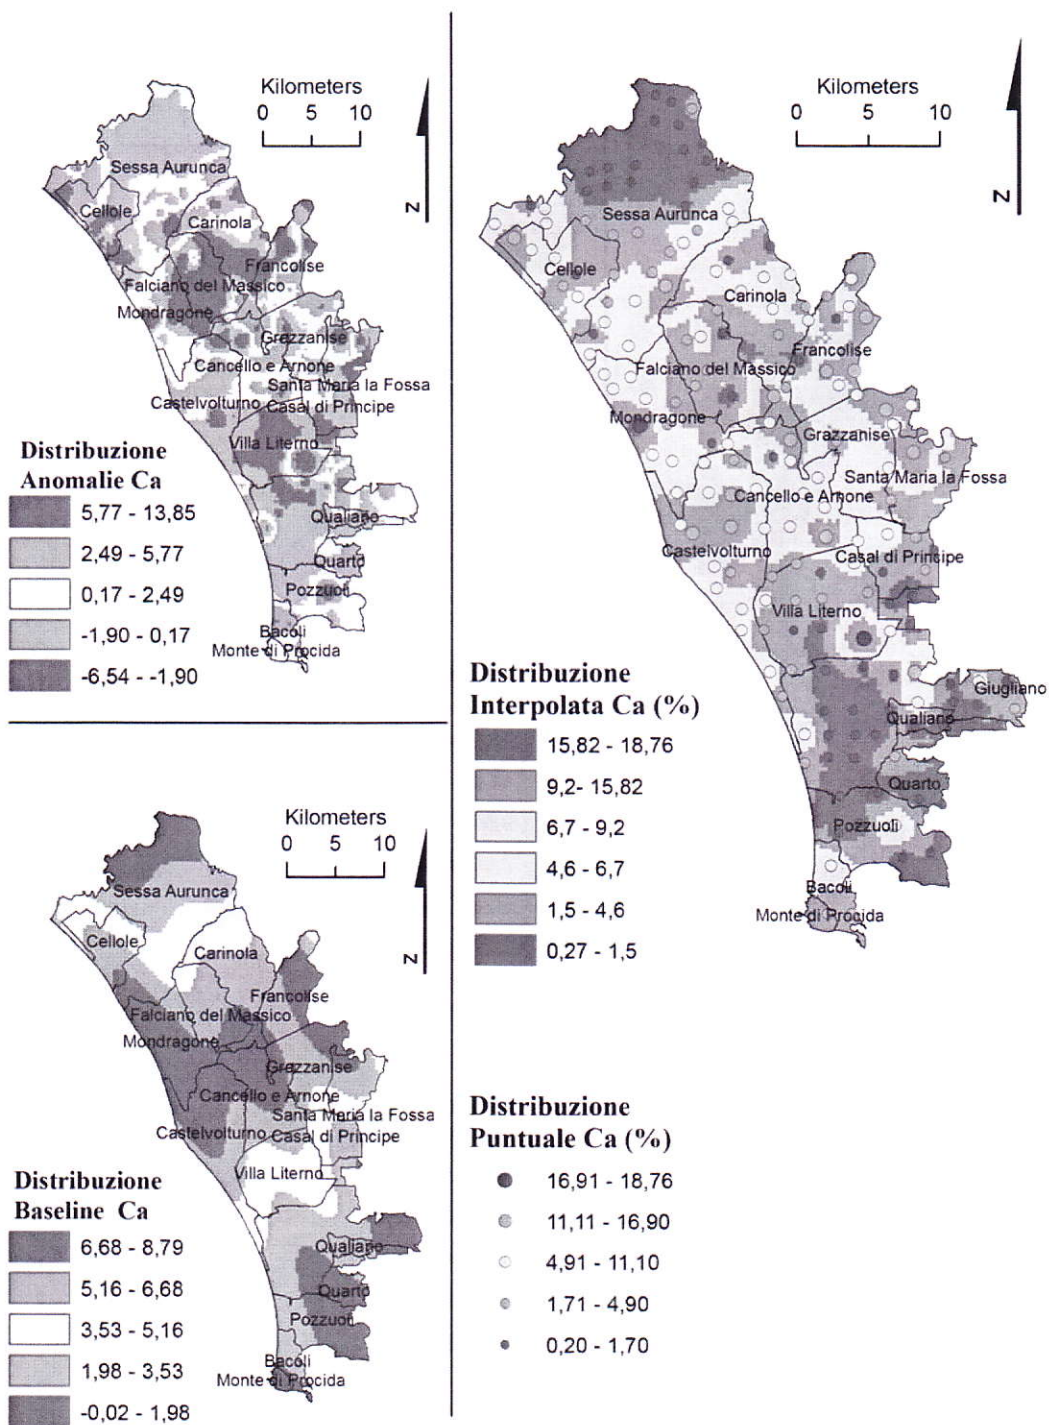 Kilometers
0 5 10
N
Sessa Aurunca
Cellole
Carinola
Francolise
Falciano del Massico
Mondragone
Grazzanise
Cancello e Arnone
Santa Maria la Fossa
Castelvolturno
Casal di Principe
Villa Literno
Qualiano
Quarto
Pozzuoli
Bacoli
Monte di Procida
Distribuzione
Anomalie Ca
5,77 - 13,85
2,49 - 5,77
0,17 - 2,49
-1,90 - 0,17
-6,54 - -1,90
Kilometers
0 5 10
N
Sessa Aurunca
Cellole
Carinola
Francolise
Falciano del Massico
Mondragone
Grazzanise
Cancello e Arnone
Santa Maria la Fossa
Castelvolturno
Casal di Principe
Villa Literno
Qualiano
Quarto
Pozzuoli
Bacoli
Monte di Procida
Distribuzione
Baseline Ca
6,68 - 8,79
5,16 - 6,68
3,53 - 5,16
1,98 - 3,53
-0,02 - 1,98
Kilometers
0 5 10
N
Sessa Aurunca
Cellole
Carinola
Francolise
Falciano del Massico
Mondragone
Grazzanise
Santa Maria la Fossa
Cancello e Arnone
Castelvolturno
Casal di Principe
Villa Literno
Giugliano
Qualiano
Quarto
Pozzuoli
Bacoli
Monte di Procida
Distribuzione
Interpolata Ca (%)
15,82 - 18,76
9,2- 15,82
6,7 - 9,2
4,6 - 6,7
1,5 - 4,6
0,27 - 1,5
Distribuzione
Puntuale Ca (%)
16,91 - 18,76
11,11 - 16,90
4,91 - 11,10
1,71 - 4,90
0,20 - 1,70